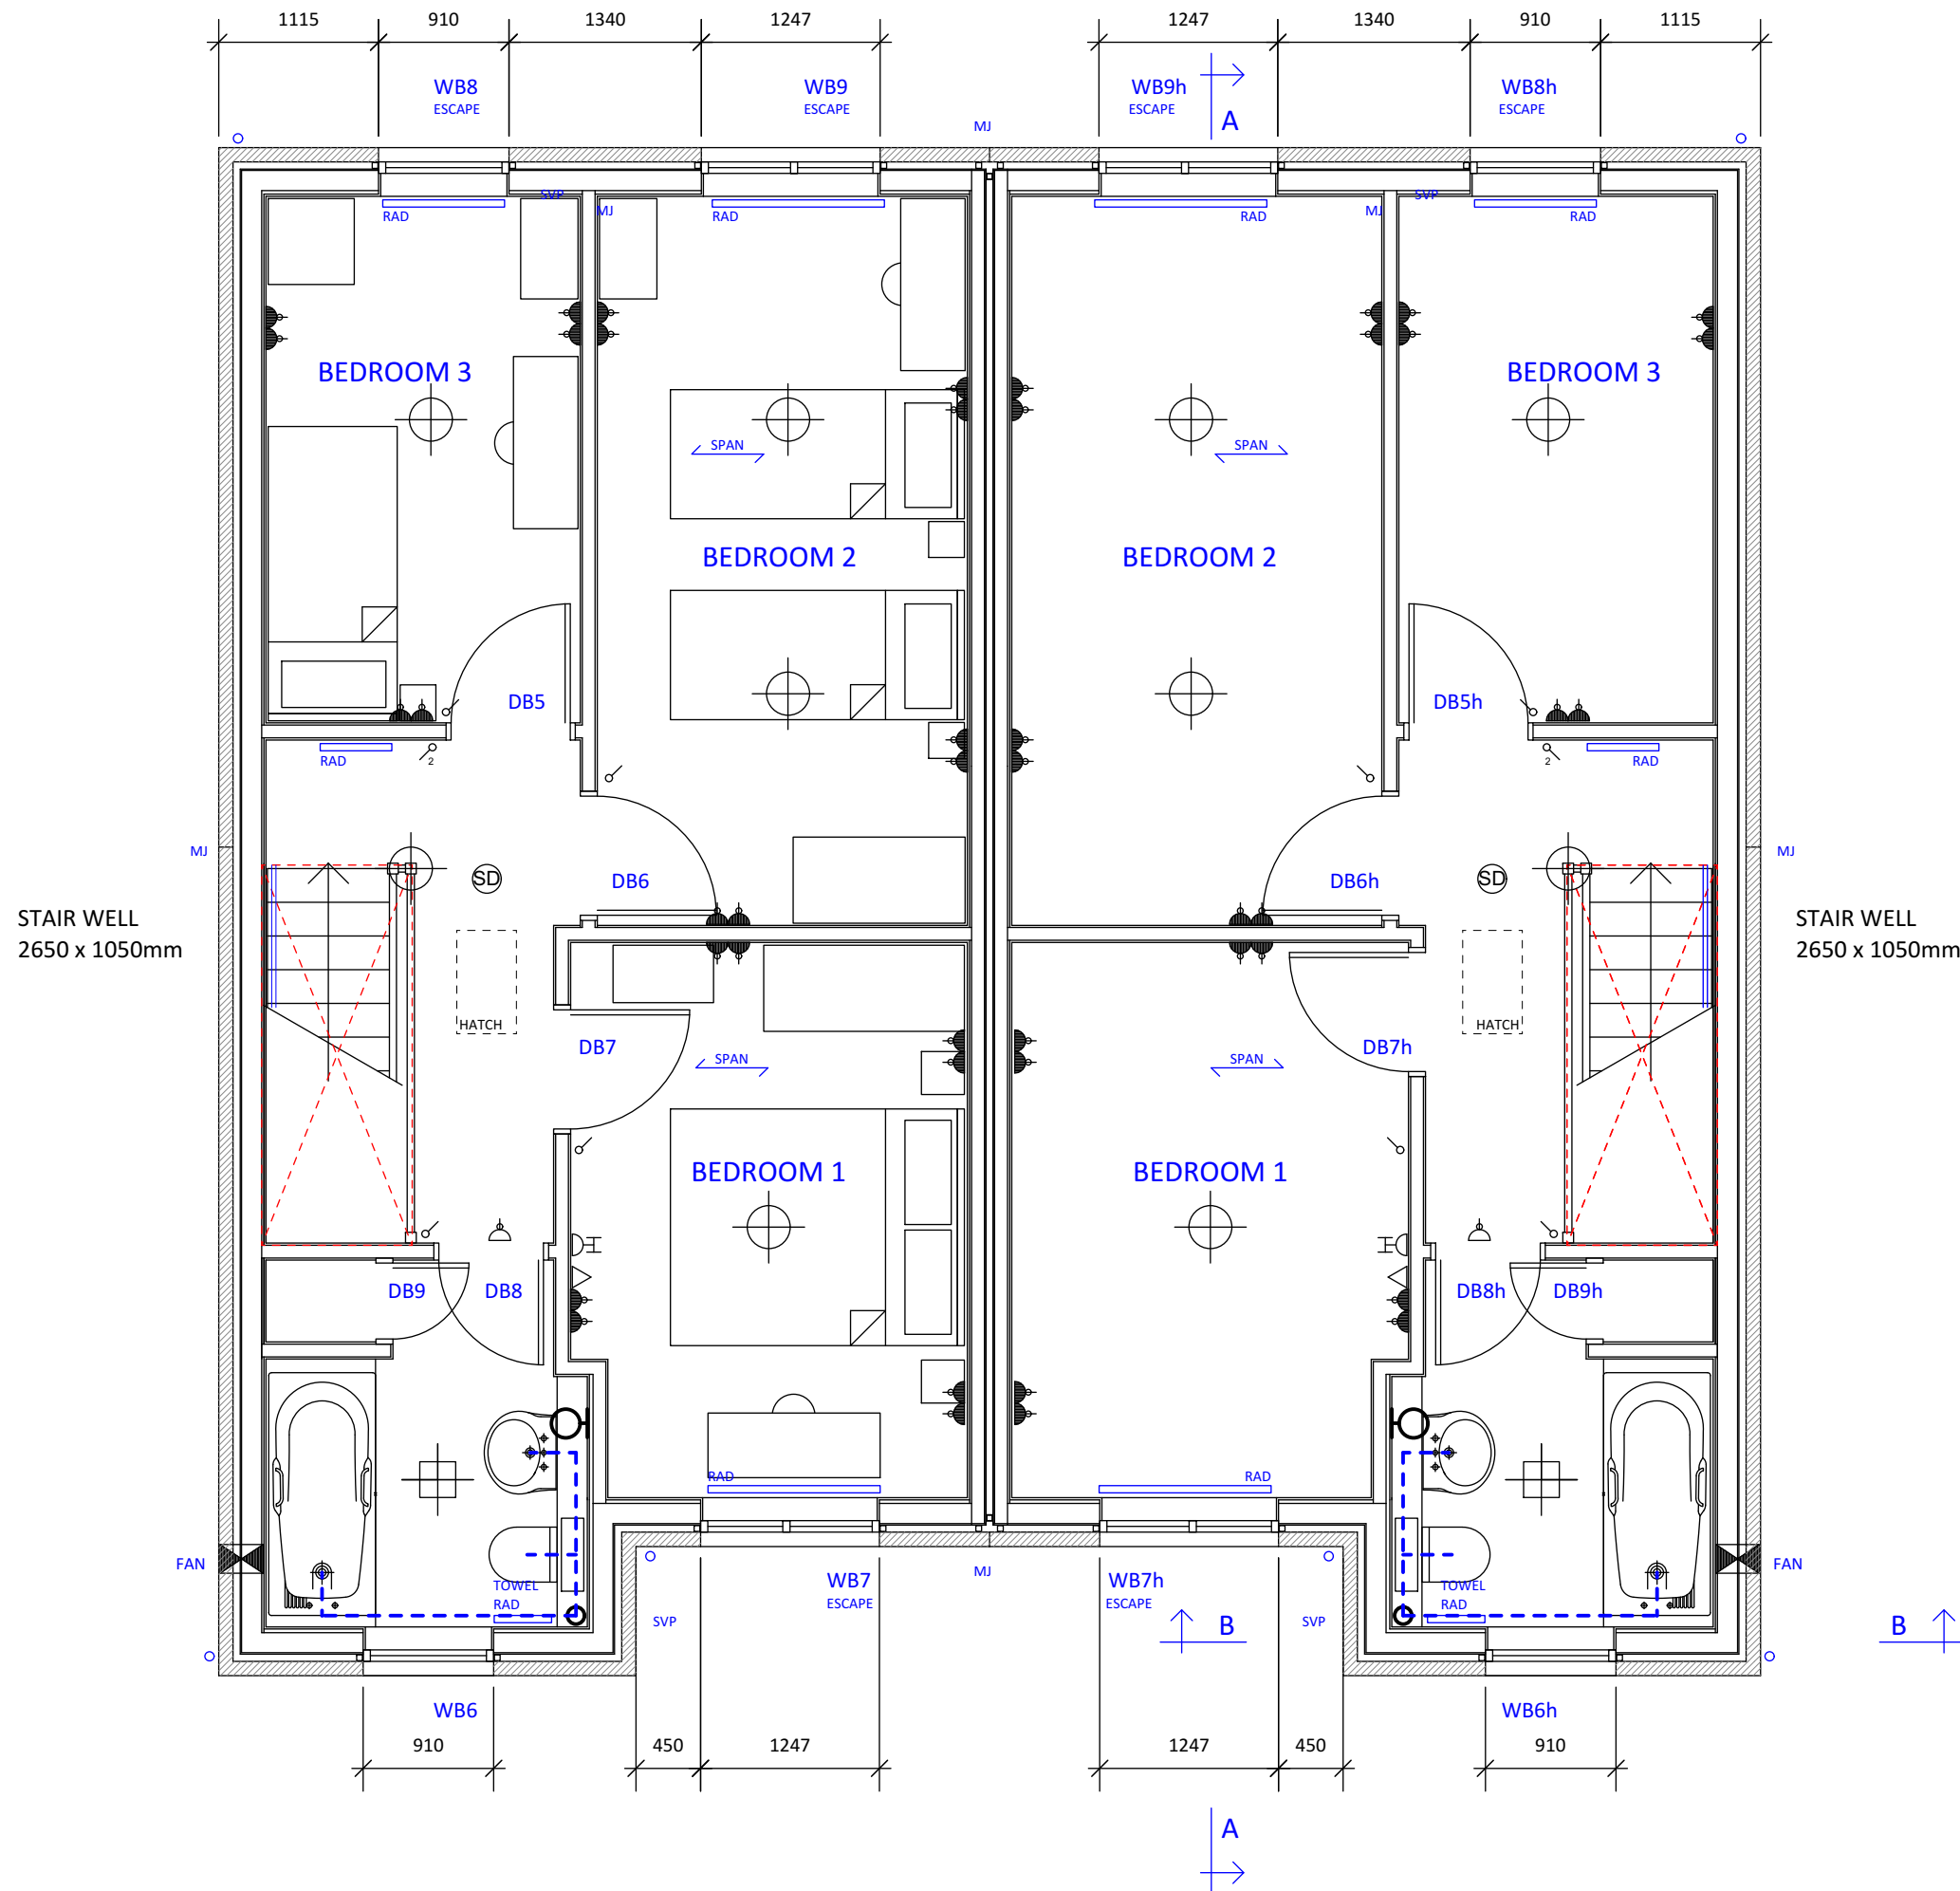 1115 910 1340 1247 1247 1340 910 1115
WB8 WB9 WB9h WB8h
ESCAPE ESCAPE ESCAPE ESCAPE
A
MJ
SVP SVP
MJ MJ
RAD RAD RAD RAD
BEDROOM 3 BEDROOM 3
SPAN SPAN
BEDROOM 2 BEDROOM 2
DB5 DB5h
RAD 2 2 RAD
MJ MJ
DB6 SD DB6h SD
STAIR WELL STAIR WELL
2650 x 1050mm 2650 x 1050mm
HATCH HATCH
DB7 DB7h
SPAN SPAN
BEDROOM 1 BEDROOM 1
DB9 DB8 DB8h DB9h
RAD RAD
FAN FAN
MJ
TOWEL TOWEL
RAD RAD
WB7 WB7h
ESCAPE ESCAPE
SVP SVP
B B
WB6 WB6h
910 450 1247 1247 450 910
A